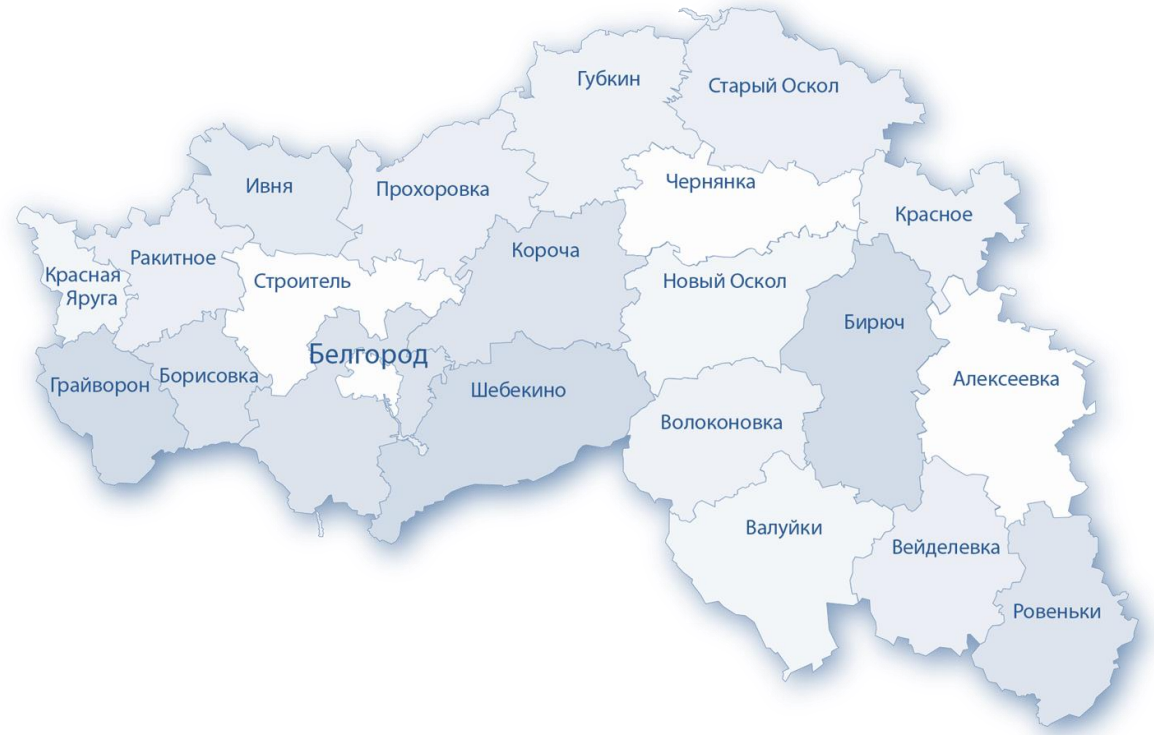 Губкин
Старый Оскол
Ивня
Прохоровка
Чернянка
Красное
Ракитное
Короча
Красная
Яруга
Строитель
Новый Оскол
Бирюч
Белгород
Грайворон
Борисовка
Шебекино
Алексеевка
Волоконовка
Валуйки
Вейделевка
Ровеньки